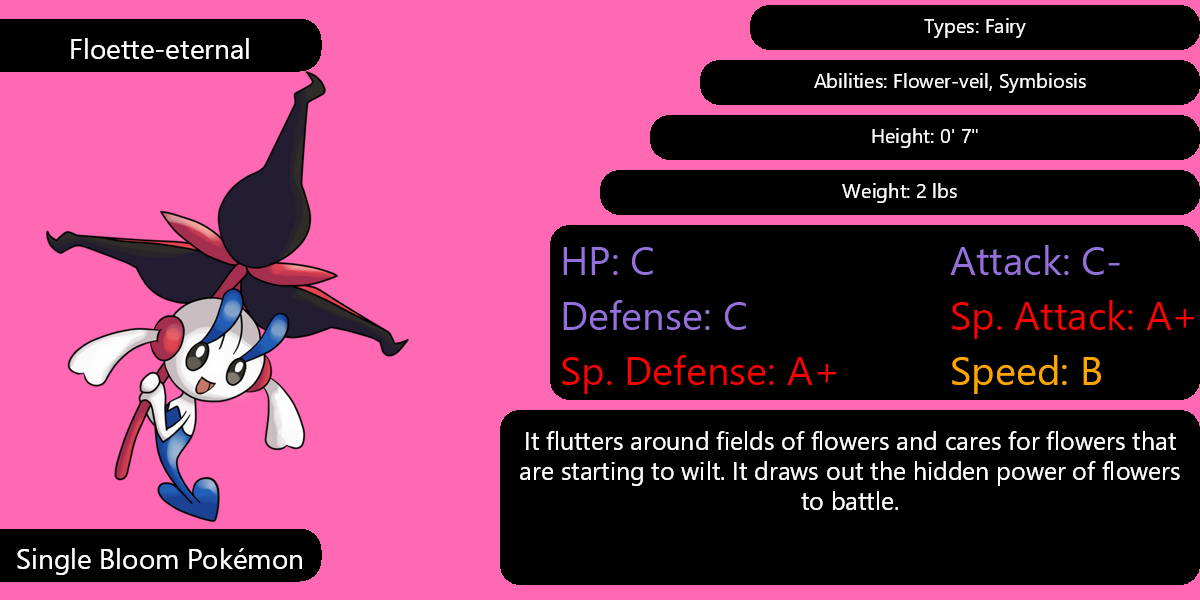 Floette-eternal
Types: Fairy
Abilities: Flower-veil, Symbiosis
Height: 0' 7"
Weight: 2 lbs
HP: C
Attack: C-
Defense: C
Sp. Attack: A+
Sp. Defense: A+
Speed: B
It flutters around fields of flowers and cares for flowers that
are starting to wilt. It draws out the hidden power of flowers
to battle.
Single Bloom Pokémon